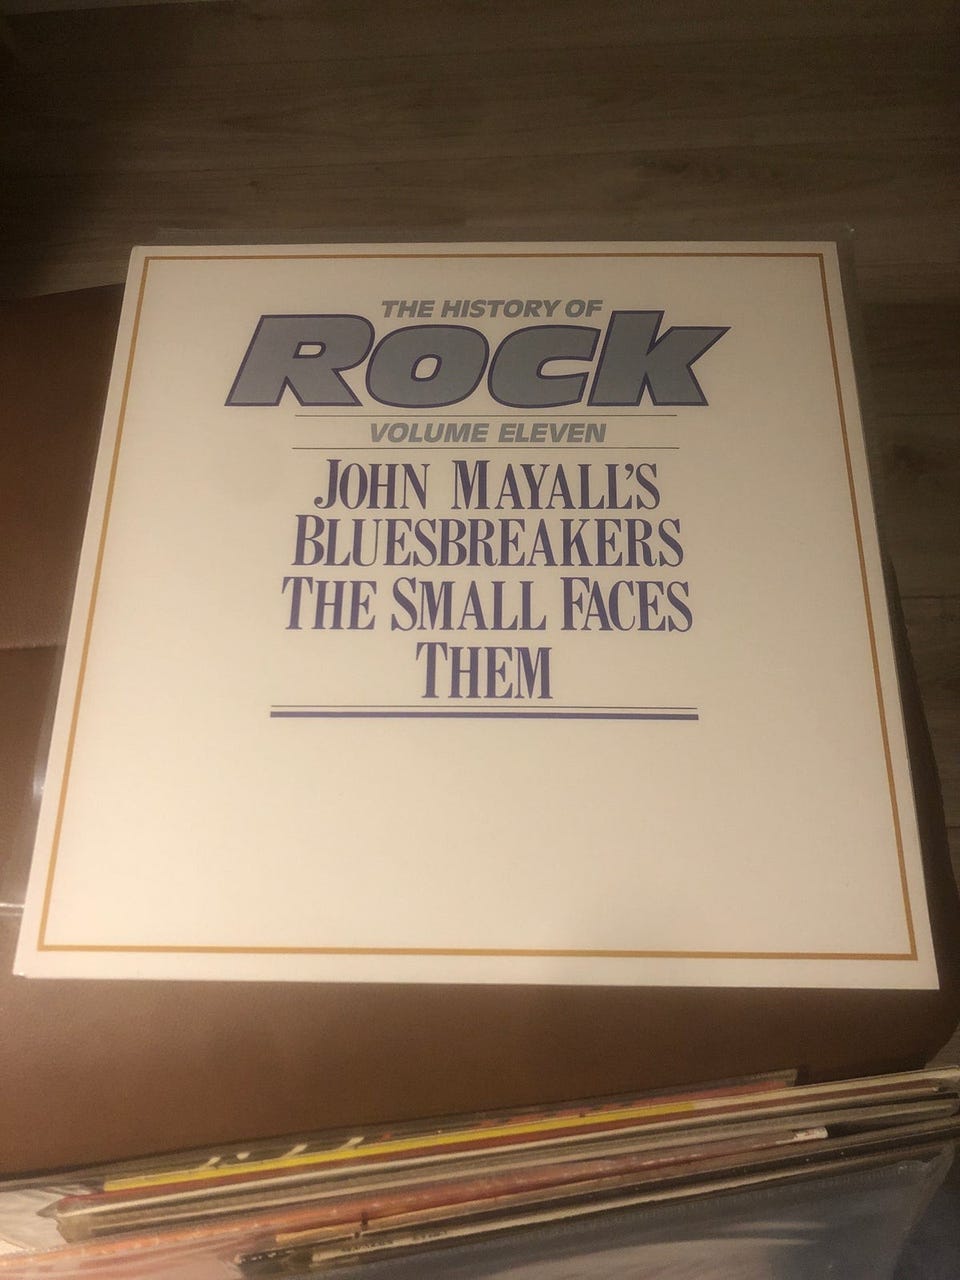 THE HISTORY OF
ROCK
VOLUME ELEVEN
JOHN MAYALL'S
BLUESBREAKERS
THE SMALL FACES
THEM